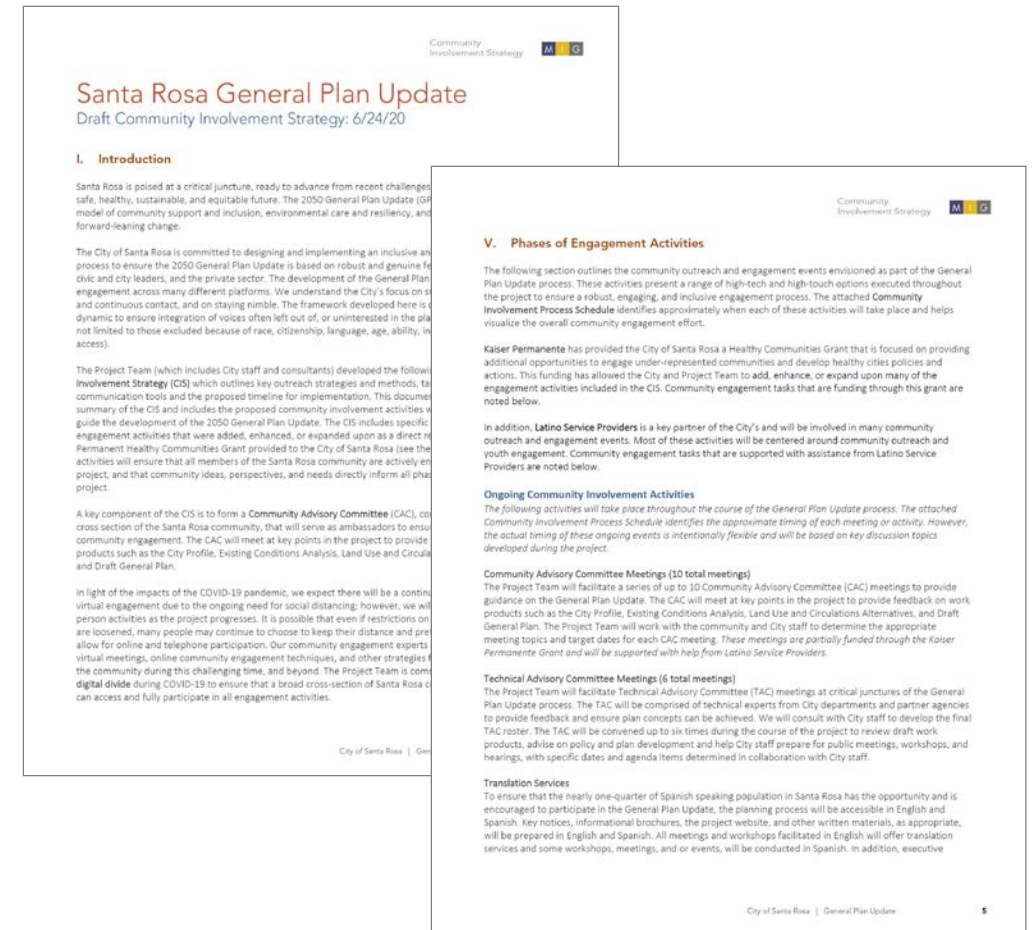 Community
Involvement Strategy
M I G
Santa Rosa General Plan Update
Draft Community Involvement Strategy: 6/24/20
I. Introduction
Santa Rosa is poised at a critical juncture, ready to advance from recent challenges
safe, healthy, sustainable, and equitable future. The 2050 General Plan Update (GP
model of community support and inclusion, environmental care and resiliency, and
forward-leaning change.
The City of Santa Rosa is committed to designing and implementing an inclusive an
process to ensure the 2050 General Plan Update is based on robust and genuine fe
civic and city leaders, and the private sector. The development of the General Plan
engagement across many different platforms. We understand the City's focus on s
and continuous contact, and on staying nimble. The framework developed here is
dynamic to ensure integration of voices often left out of, or uninterested in the pla
not limited to those excluded because of race, citizenship, language, age, ability, in
access).
The Project Team (which includes City staff and consultants) developed the followi
Involvement Strategy (CIS) which outlines key outreach strategies and methods, ta
communication tools and the proposed timeline for implementation. This documen
summary of the CIS and includes the proposed community involvement activities w
guide the development of the 2050 General Plan Update. The CIS includes specific
engagement activities that were added, enhanced, or expanded upon as a direct re
Permanente Healthy Communities Grant provided to the City of Santa Rosa (see the
activities will ensure that all members of the Santa Rosa community are actively en
project, and that community ideas, perspectives, and needs directly inform all phas
project.
A key component of the CIS is to form a Community Advisory Committee (CAC), co
cross section of the Santa Rosa community, that will serve as ambassadors to ensu
community engagement. The CAC will meet at key points in the project to provide
products such as the City Profile, Existing Conditions Analysis, Land Use and Circula
and Draft General Plan.
In light of the impacts of the COVID-19 pandemic, we expect there will be a continu
virtual engagement due to the ongoing need for social distancing; however, we wil
person activities as the project progresses. It is possible that even if restrictions on
are loosened, many people may continue to choose to keep their distance and pre
allow for online and telephone participation. Our community engagement experts
virtual meetings, online community engagement techniques, and other strategies
the community during this challenging time, and beyond. The Project Team is com
digital divide during COVID-19 to ensure that a broad cross-section of Santa Rosa c
can access and fully participate in all engagement activities.
City of Santa Rosa | Gen
Community
Involvement Strategy
M I G
V. Phases of Engagement Activities
The following section outlines the community outreach and engagement events envisioned as part of the General
Plan Update process. These activities present a range of high-tech and high-touch options executed throughout
the project to ensure a robust, engaging, and inclusive engagement process. The attached Community
Involvement Process Schedule identifies approximately when each of these activities will take place and helps
visualize the overall community engagement effort.
Kaiser Permanente has provided the City of Santa Rosa a Healthy Communities Grant that is focused on providing
additional opportunities to engage under-represented communities and develop healthy cities policies and
actions. This funding has allowed the City and Project Team to add, enhance, or expand upon many of the
engagement activities included in the CIS. Community engagement tasks that are funding through this grant are
noted below.
In addition, Latino Service Providers is a key partner of the City's and will be involved in many community
outreach and engagement events. Most of these activities will be centered around community outreach and
youth engagement. Community engagement tasks that are supported with assistance from Latino Service
Providers are noted below.
Ongoing Community Involvement Activities
The following activities will take place throughout the course of the General Plan Update process. The attached
Community Involvement Process Schedule identifies the approximate timing of each meeting or activity. However,
the actual timing of these ongoing events is intentionally flexible and will be based on key discussion topics
developed during the project.
Community Advisory Committee Meetings (10 total meetings)
The Project Team will facilitate a series of up to 10 Community Advisory Committee (CAC) meetings to provide
guidance on the General Plan Update. The CAC will meet at key points in the project to provide feedback on work
products such as the City Profile, Existing Conditions Analysis, Land Use and Circulations Alternatives, and Draft
General Plan. The Project Team will work with the community and City staff to determine the appropriate
meeting topics and target dates for each CAC meeting. These meetings are partially funded through the Kaiser
Permanente Grant and will be supported with help from Latino Service Providers.
Technical Advisory Committee Meetings (6 total meetings)
The Project Team will facilitate Technical Advisory Committee (TAC) meetings at critical junctures of the General
Plan Update process. The TAC will be comprised of technical experts from City departments and partner agencies
to provide feedback and ensure plan concepts can be achieved. We will consult with City staff to develop the final
TAC roster. The TAC will be convened up to six times during the course of the project to review draft work
products, advise on policy and plan development and help City staff prepare for public meetings, workshops, and
hearings, with specific dates and agenda items determined in collaboration with City staff.
Translation Services
To ensure that the nearly one-quarter of Spanish speaking population in Santa Rosa has the opportunity and is
encouraged to participate in the General Plan Update, the planning process will be accessible in English and
Spanish. Key notices, informational brochures, the project website, and other written materials, as appropriate,
will be prepared in English and Spanish. All meetings and workshops facilitated in English will offer translation
services and some workshops, meetings, and or events, will be conducted in Spanish. In addition, executive
City of Santa Rosa | General Plan Update
5